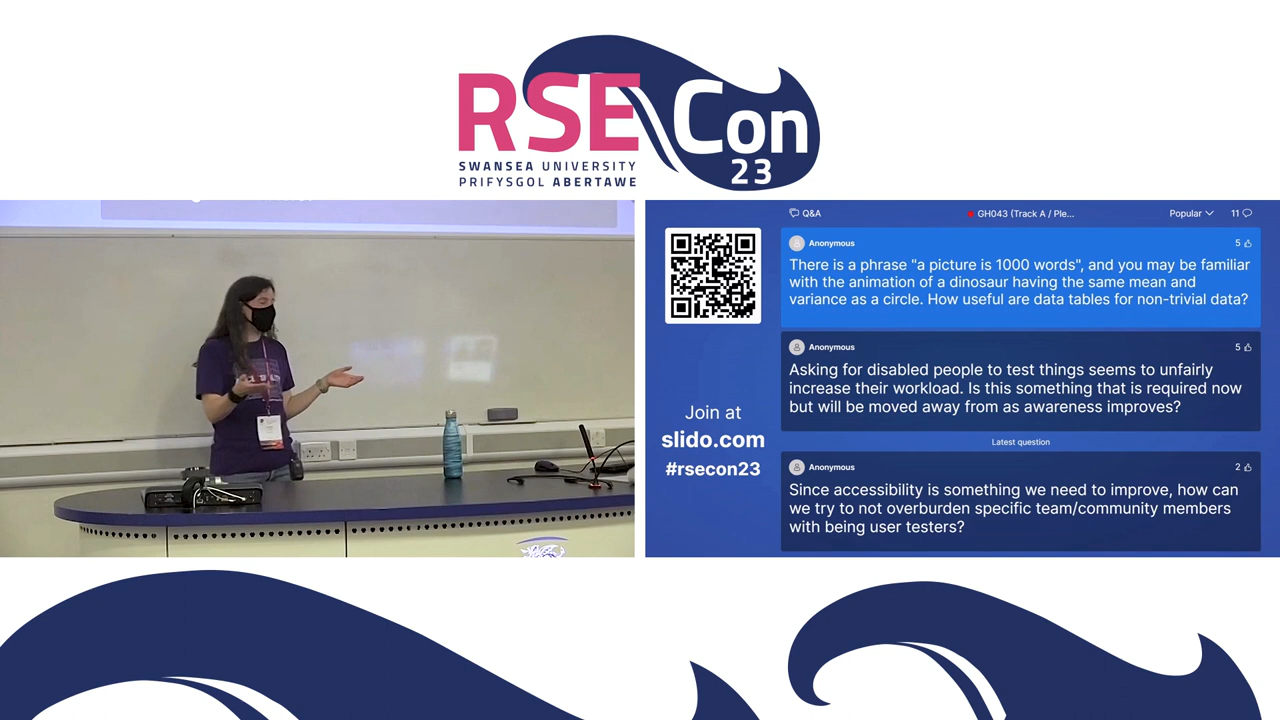 RSE Con
23
SWANSEA UNIVERSITY
PRIFYSGOL ABERTAWE
Q&A
GH043 (Track A / Ple...
Popular
11
Join at
slido.com
#rsecon23
Anonymous
5
There is a phrase "a picture is 1000 words", and you may be familiar
with the animation of a dinosaur having the same mean and
variance as a circle. How useful are data tables for non-trivial data?
Anonymous
5
Asking for disabled people to test things seems to unfairly
increase their workload. Is this something that is required now
but will be moved away from as awareness improves?
Latest question
Anonymous
2
Since accessibility is something we need to improve, how can
we try to not overburden specific team/community members
with being user testers?